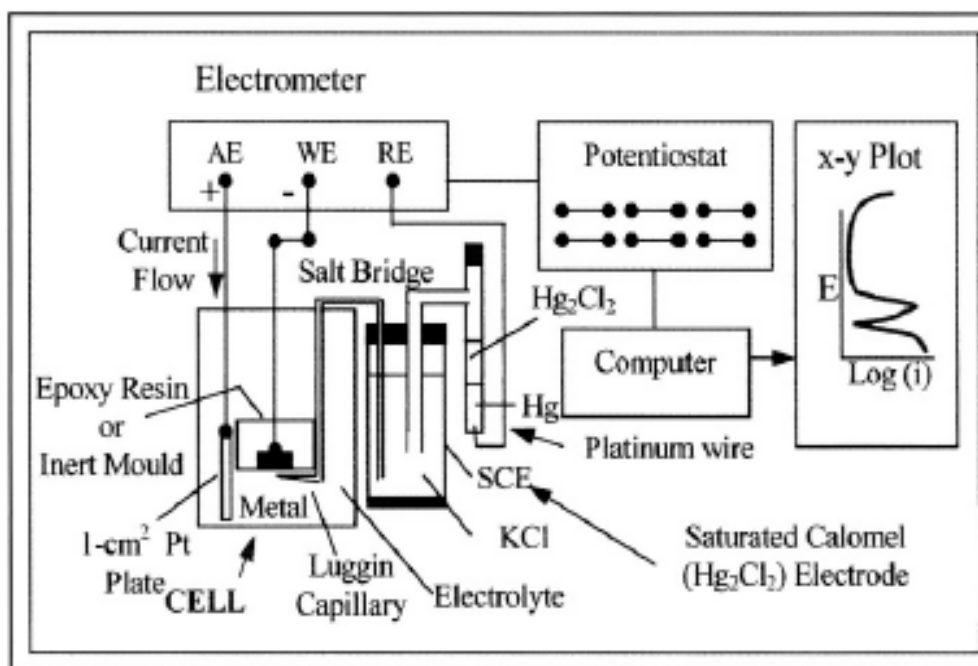 Electrometer
AE WE RE
+ -
Potentiostat
x-y Plot
E
Log (i)
Current
Flow
Salt Bridge
Hg₂Cl₂
Computer
Epoxy Resin
or
Inert Mould
Hg
Platinum wire
Metal
SCE
KCl
1-cm² Pt
Plate
CELL
Luggin
Capillary
Electrolyte
Saturated Calomel
(Hg₂Cl₂) Electrode